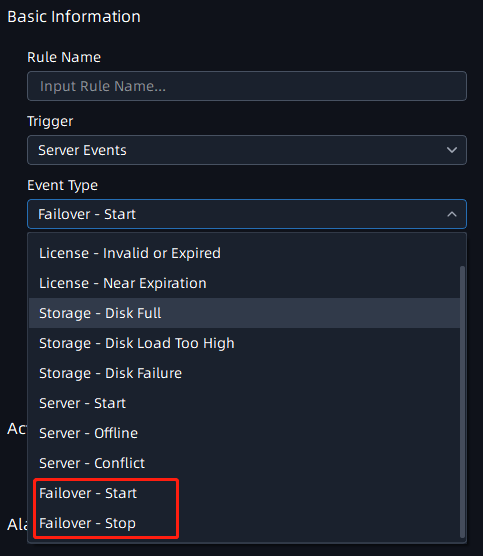 Basic Information
Rule Name
Input Rule Name...
Trigger
Server Events
Event Type
Failover - Start
License - Invalid or Expired
License - Near Expiration
Storage - Disk Full
Storage - Disk Load Too High
Storage - Disk Failure
Server - Start
Ac
Server - Offline
Server - Conflict
Failover - Start
Ala
Failover - Stop